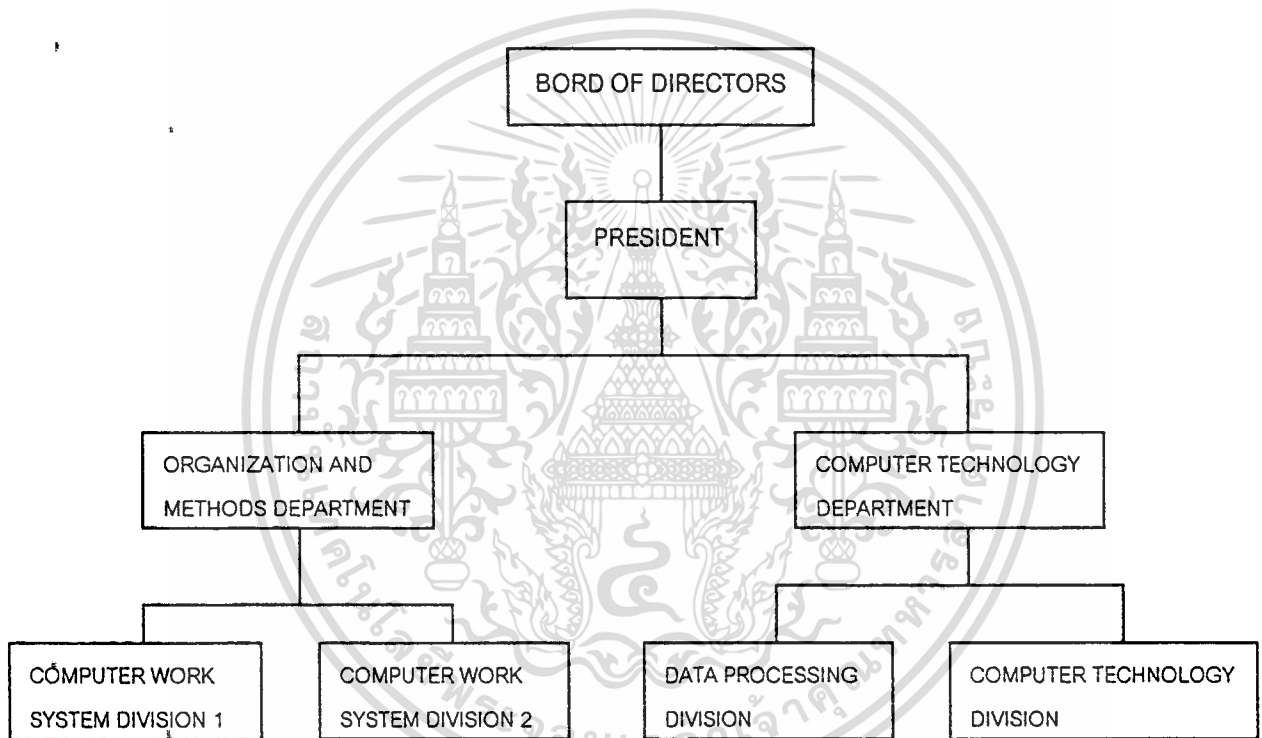 BORD OF DIRECTORS
PRESIDENT
ORGANIZATION AND
METHODS DEPARTMENT
COMPUTER TECHNOLOGY
DEPARTMENT
COMPUTER WORK
SYSTEM DIVISION 1
COMPUTER WORK
SYSTEM DIVISION 2
DATA PROCESSING
DIVISION
COMPUTER TECHNOLOGY
DIVISION